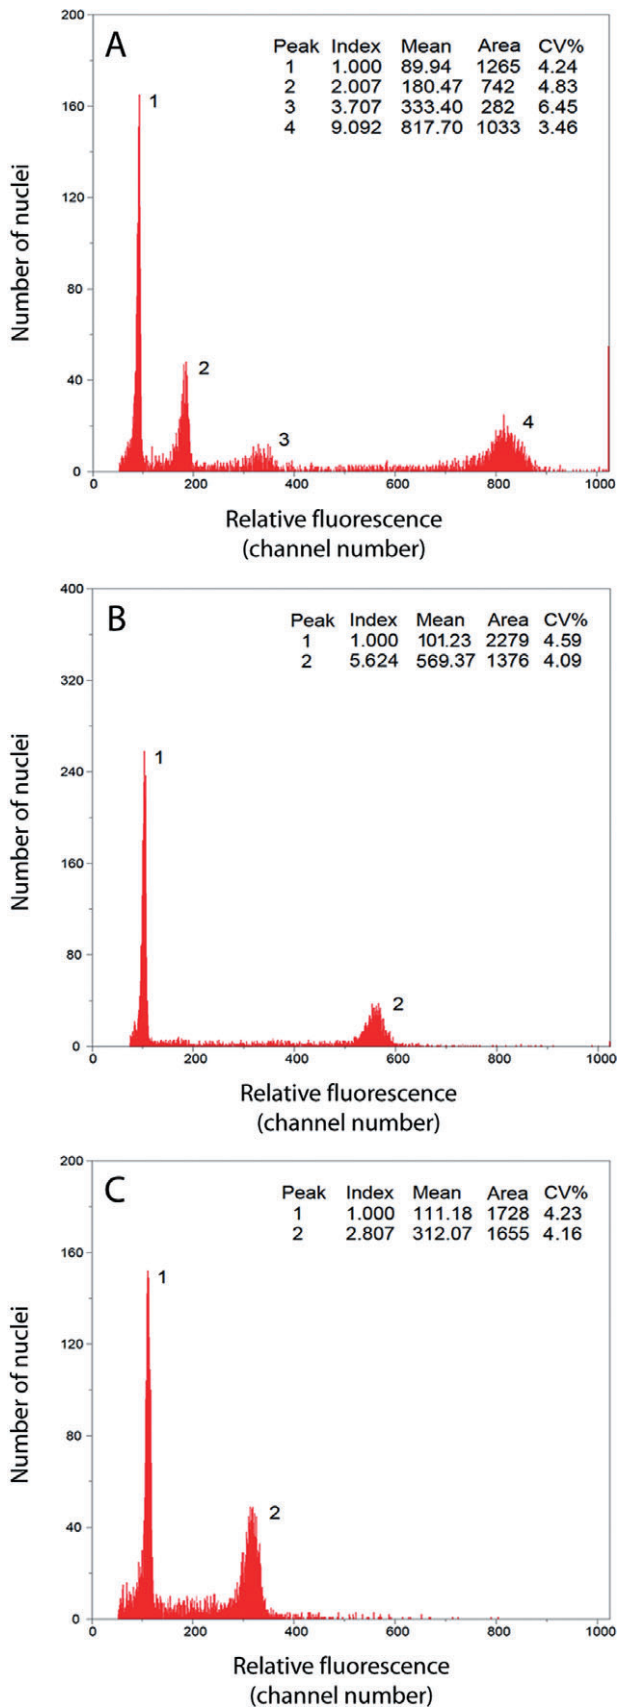 A
Peak Index Mean Area CV%
1 1.000 89.94 1265 4.24
2 2.007 180.47 742 4.83
3 3.707 333.40 282 6.45
4 9.092 817.70 1033 3.46
200
160
120
80
40
0
Number of nuclei
1
2
3
4
0 200 400 600 800 1000
Relative fluorescence
(channel number)
B
Peak Index Mean Area CV%
1 1.000 101.23 2279 4.59
2 5.624 569.37 1376 4.09
400
320
240
160
80
0
Number of nuclei
1
2
0 200 400 600 800 1000
Relative fluorescence
(channel number)
C
Peak Index Mean Area CV%
1 1.000 111.18 1728 4.23
2 2.807 312.07 1655 4.16
200
160
120
80
40
0
Number of nuclei
1
2
0 200 400 600 800 1000
Relative fluorescence
(channel number)